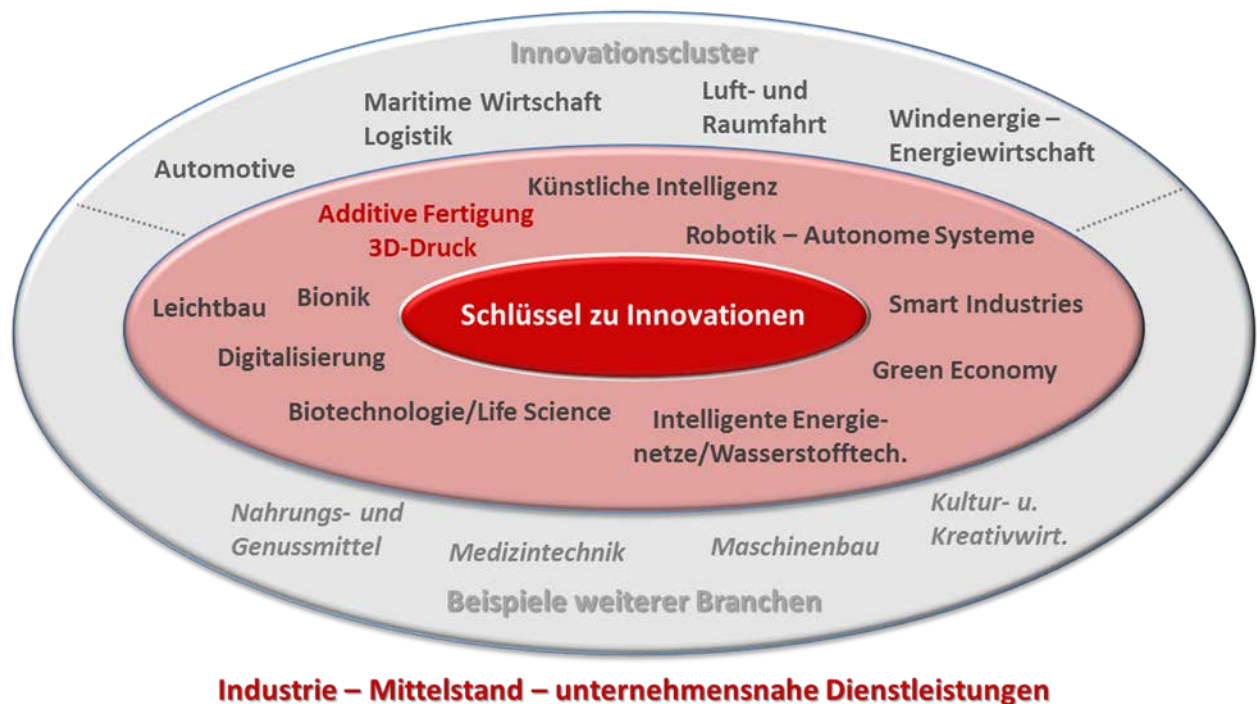 Innovationscluster
Maritime Wirtschaft
Logistik
Luft- und
Raumfahrt
Windenergie –
Energiewirtschaft
Automotive
Künstliche Intelligenz
Additive Fertigung
3D-Druck
Robotik – Autonome Systeme
Leichtbau
Bionik
Schlüssel zu Innovationen
Smart Industries
Digitalisierung
Green Economy
Biotechnologie/Life Science
Intelligente Energie-
netze/Wasserstofftech.
Nahrungs- und
Genussmittel
Medizintechnik
Maschinenbau
Kultur- u.
Kreativwirt.
Beispiele weiterer Branchen
Industrie – Mittelstand – unternehmensnahe Dienstleistungen